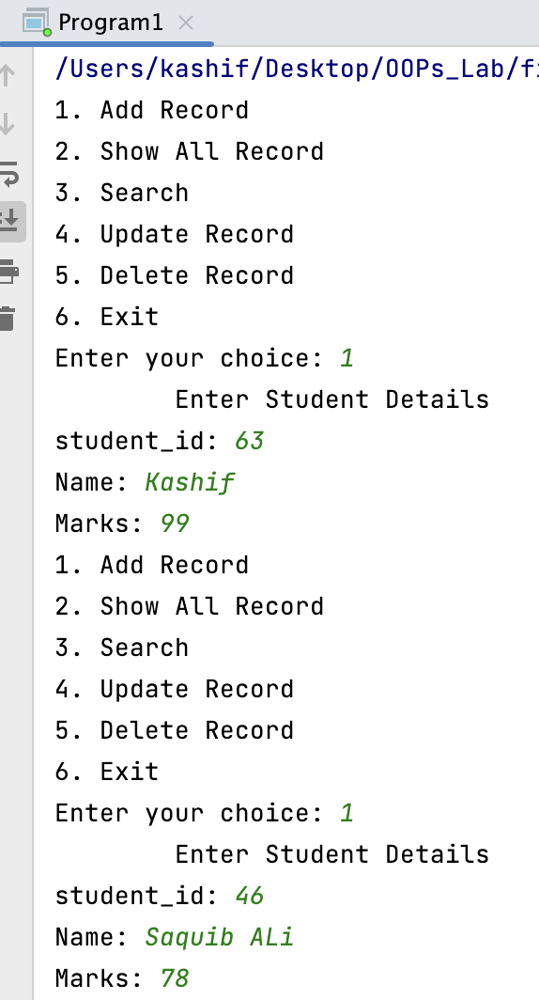 Program1
/Users/kashif/Desktop/OOPs_Lab/
1. Add Record
2. Show All Record
3. Search
4. Update Record
5. Delete Record
6. Exit
Enter your choice: 1
Enter Student Details
student_id: 63
Name: Kashif
Marks: 99
1. Add Record
2. Show All Record
3. Search
4. Update Record
5. Delete Record
6. Exit
Enter your choice: 1
Enter Student Details
student_id: 46
Name: Saquib ALi
Marks: 78